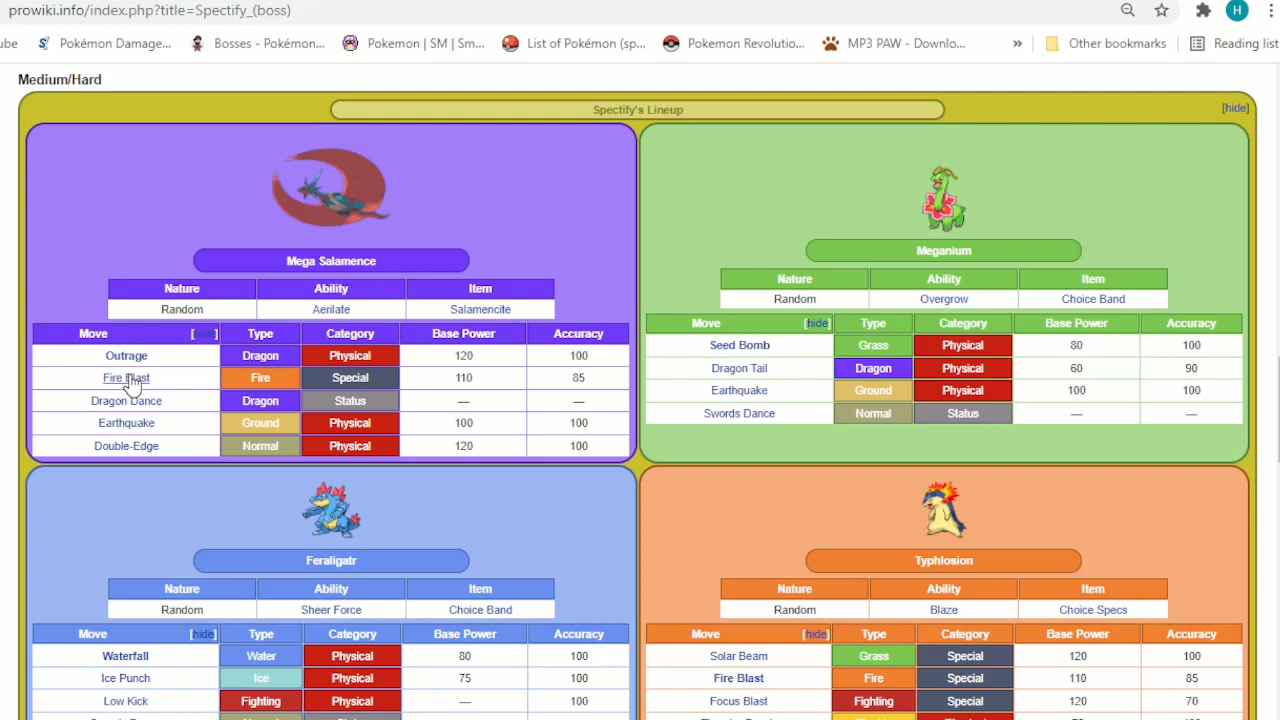 prowiki.info/index.php?title=Spectify_(boss)
H
ube
Pokémon Damage...
Bosses - Pokémon...
Pokemon | SM | Sm...
List of Pokémon (sp...
Pokemon Revolutio...
MP3 PAW - Downlo...
»
Other bookmarks
Reading list
Medium/Hard
Spectify's Lineup
[hide]
Mega Salamence
Nature Ability Item
Random Aerilate Salamencite
Move [hide] Type Category Base Power Accuracy
Outrage Dragon Physical 120 100
Fire Blast Fire Special 110 85
Dragon Dance Dragon Status — —
Earthquake Ground Physical 100 100
Double-Edge Normal Physical 120 100
Meganium
Nature Ability Item
Random Overgrow Choice Band
Move [hide] Type Category Base Power Accuracy
Seed Bomb Grass Physical 80 100
Dragon Tail Dragon Physical 60 90
Earthquake Ground Physical 100 100
Swords Dance Normal Status — —
Feraligatr
Nature Ability Item
Random Sheer Force Choice Band
Move [hide] Type Category Base Power Accuracy
Waterfall Water Physical 80 100
Ice Punch Ice Physical 75 100
Low Kick Fighting Physical — 100
Typhlosion
Nature Ability Item
Random Blaze Choice Specs
Move [hide] Type Category Base Power Accuracy
Solar Beam Grass Special 120 100
Fire Blast Fire Special 110 85
Focus Blast Fighting Special 120 70